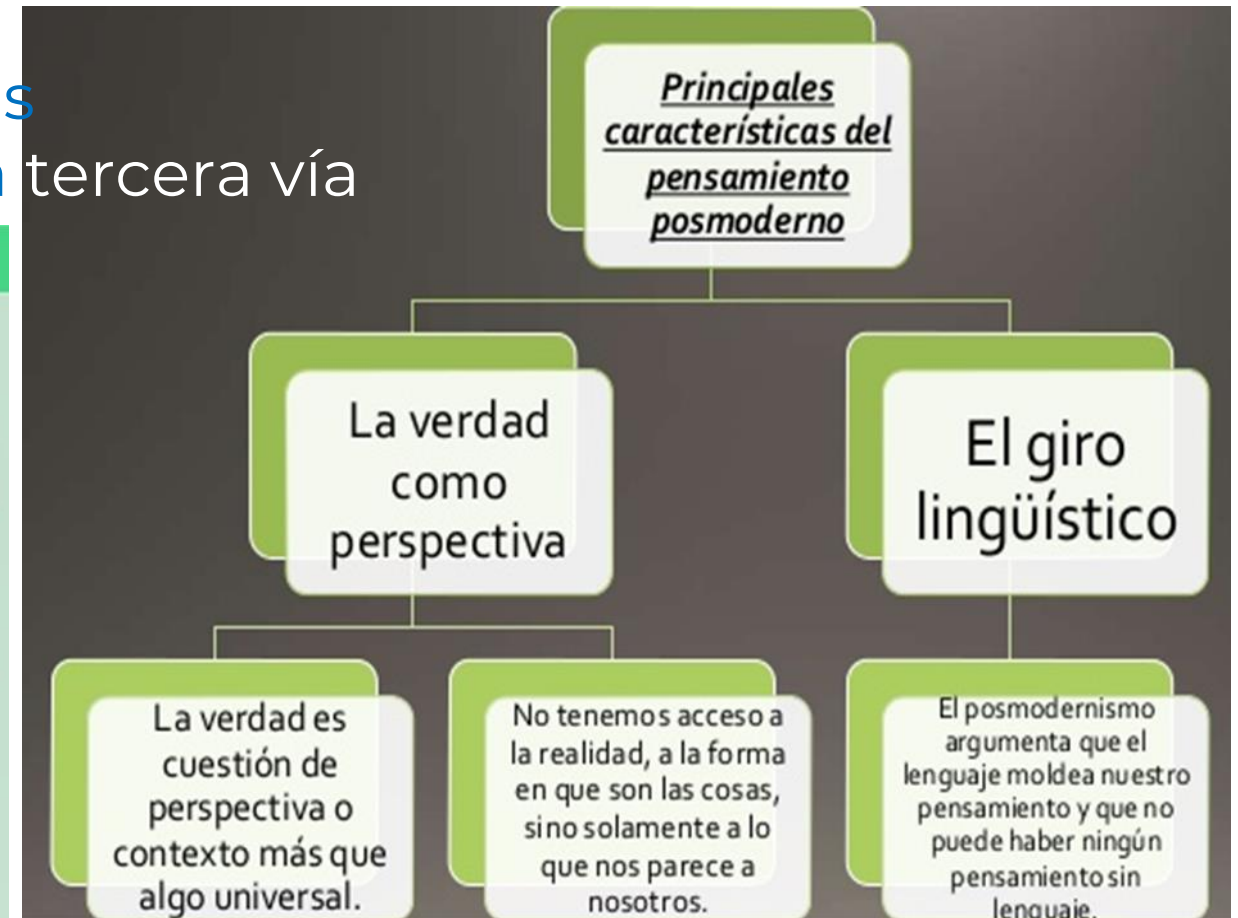 s
tercera vía
Principales
características del
pensamiento
posmoderno
La verdad
como
perspectiva
El giro
lingüístico
La verdad es
cuestión de
perspectiva o
contexto más que
algo universal.
No tenemos acceso a
la realidad, a la forma
en que son las cosas,
sino solamente a lo
que nos parece a
nosotros.
El posmodernismo
argumenta que el
lenguaje moldea nuestro
pensamiento y que no
puede haber ningún
pensamiento sin
lenguaje.